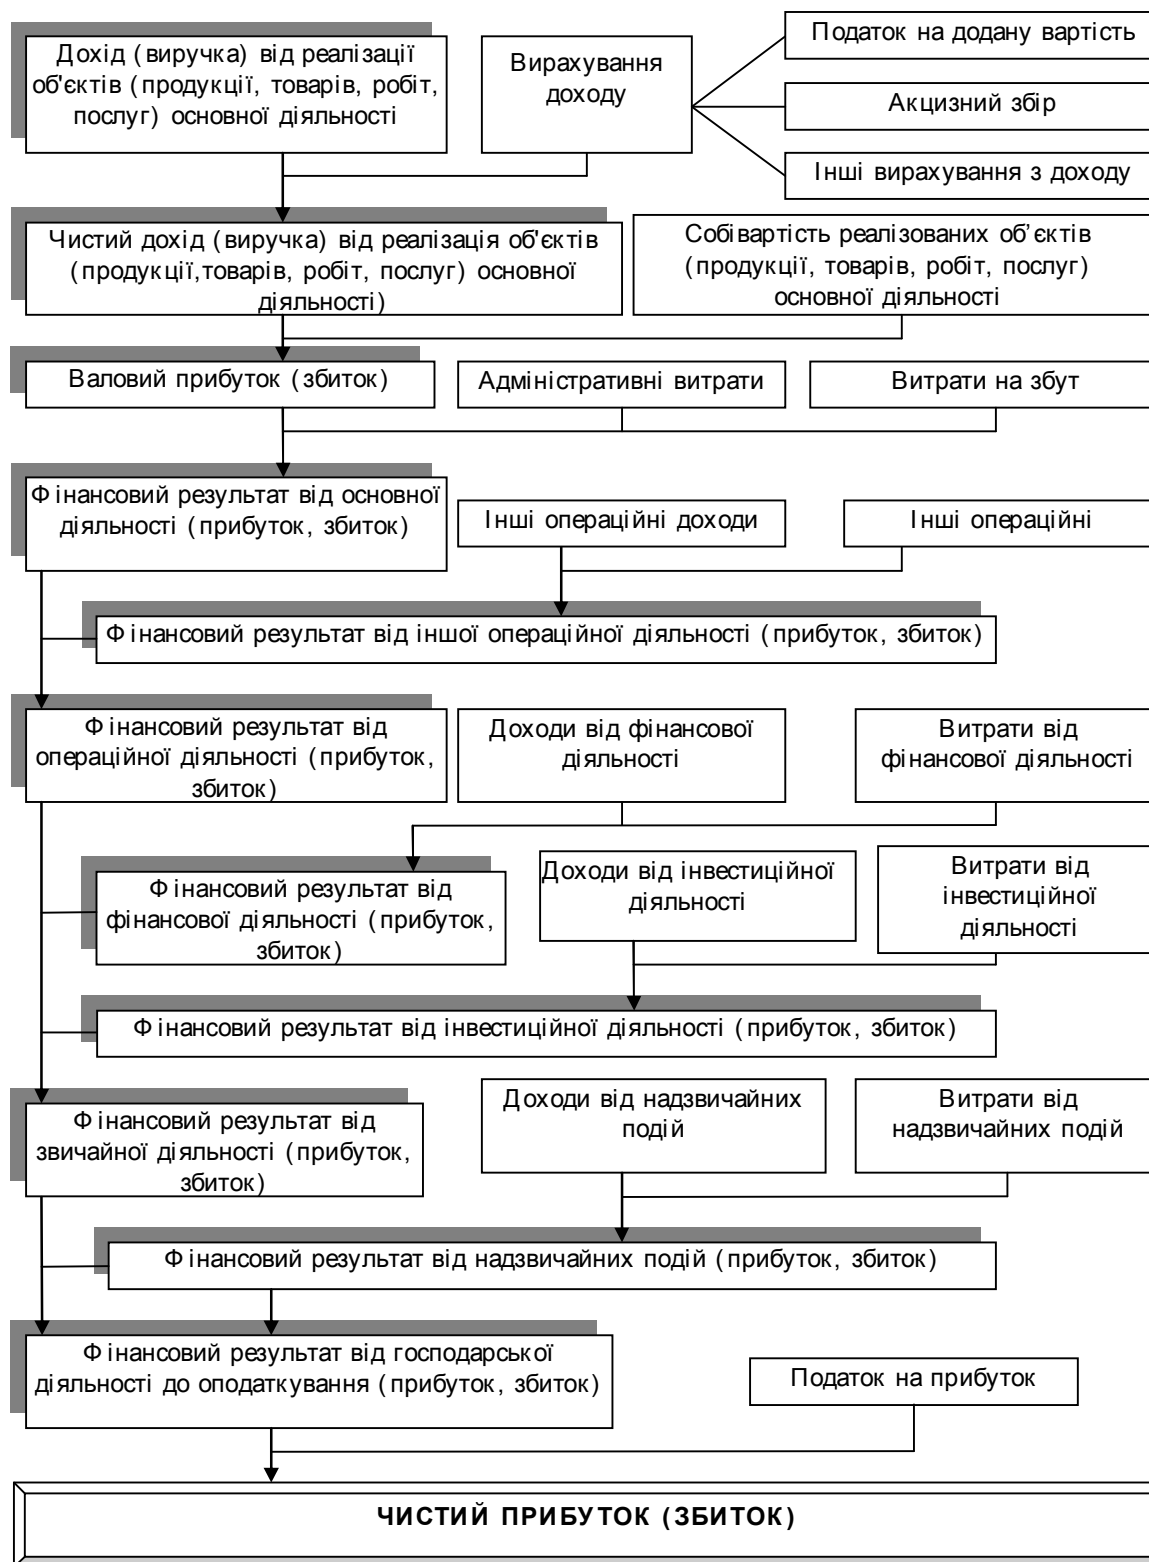 Дохід (виручка) від реалізації
об'єктів (продукції, товарів, робіт,
послуг) основної діяльності
Вирахування
доходу
Податок на додану вартість
Акцизний збір
Інші вирахування з доходу
Чистий дохід (виручка) від реалізація об'єктів
(продукції,товарів, робіт, послуг) основної
діяльності)
Собівартість реалізованих об’єктів
(продукції, товарів, робіт, послуг)
основної діяльності
Валовий прибуток (збиток)
Адміністративні витрати
Витрати на збут
Фінансовий результат від основної
діяльності (прибуток, збиток)
Інші операційні доходи
Інші операційні
Фінансовий результат від іншої операційної діяльності (прибуток, збиток)
Фінансовий результат від
операційної діяльності (прибуток,
збиток)
Доходи від фінансової
діяльності
Витрати від
фінансової діяльності
Фінансовий результат від
фінансової діяльності (прибуток,
збиток)
Доходи від інвестиційної
діяльності
Витрати від
інвестиційної
діяльності
Фінансовий результат від інвестиційної діяльності (прибуток, збиток)
Фінансовий результат від
звичайної діяльності (прибуток,
збиток)
Доходи від надзвичайних
подій
Витрати від
надзвичайних подій
Фінансовий результат від надзвичайних подій (прибуток, збиток)
Фінансовий результат від господарської
діяльності до оподаткування (прибуток, збиток)
Податок на прибуток
ЧИСТИЙ ПРИБУТОК (ЗБИТОК)